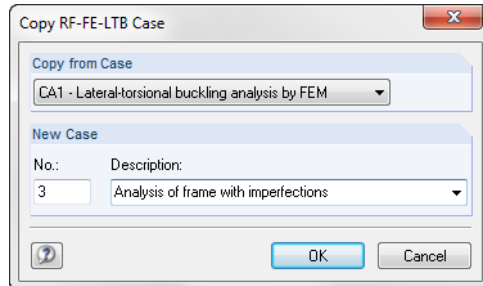 Copy RF-FE-LTB Case
Copy from Case
CA1 - Lateral-torsional buckling analysis by FEM
New Case
No.: Description:
3 Analysis of frame with imperfections
OK Cancel